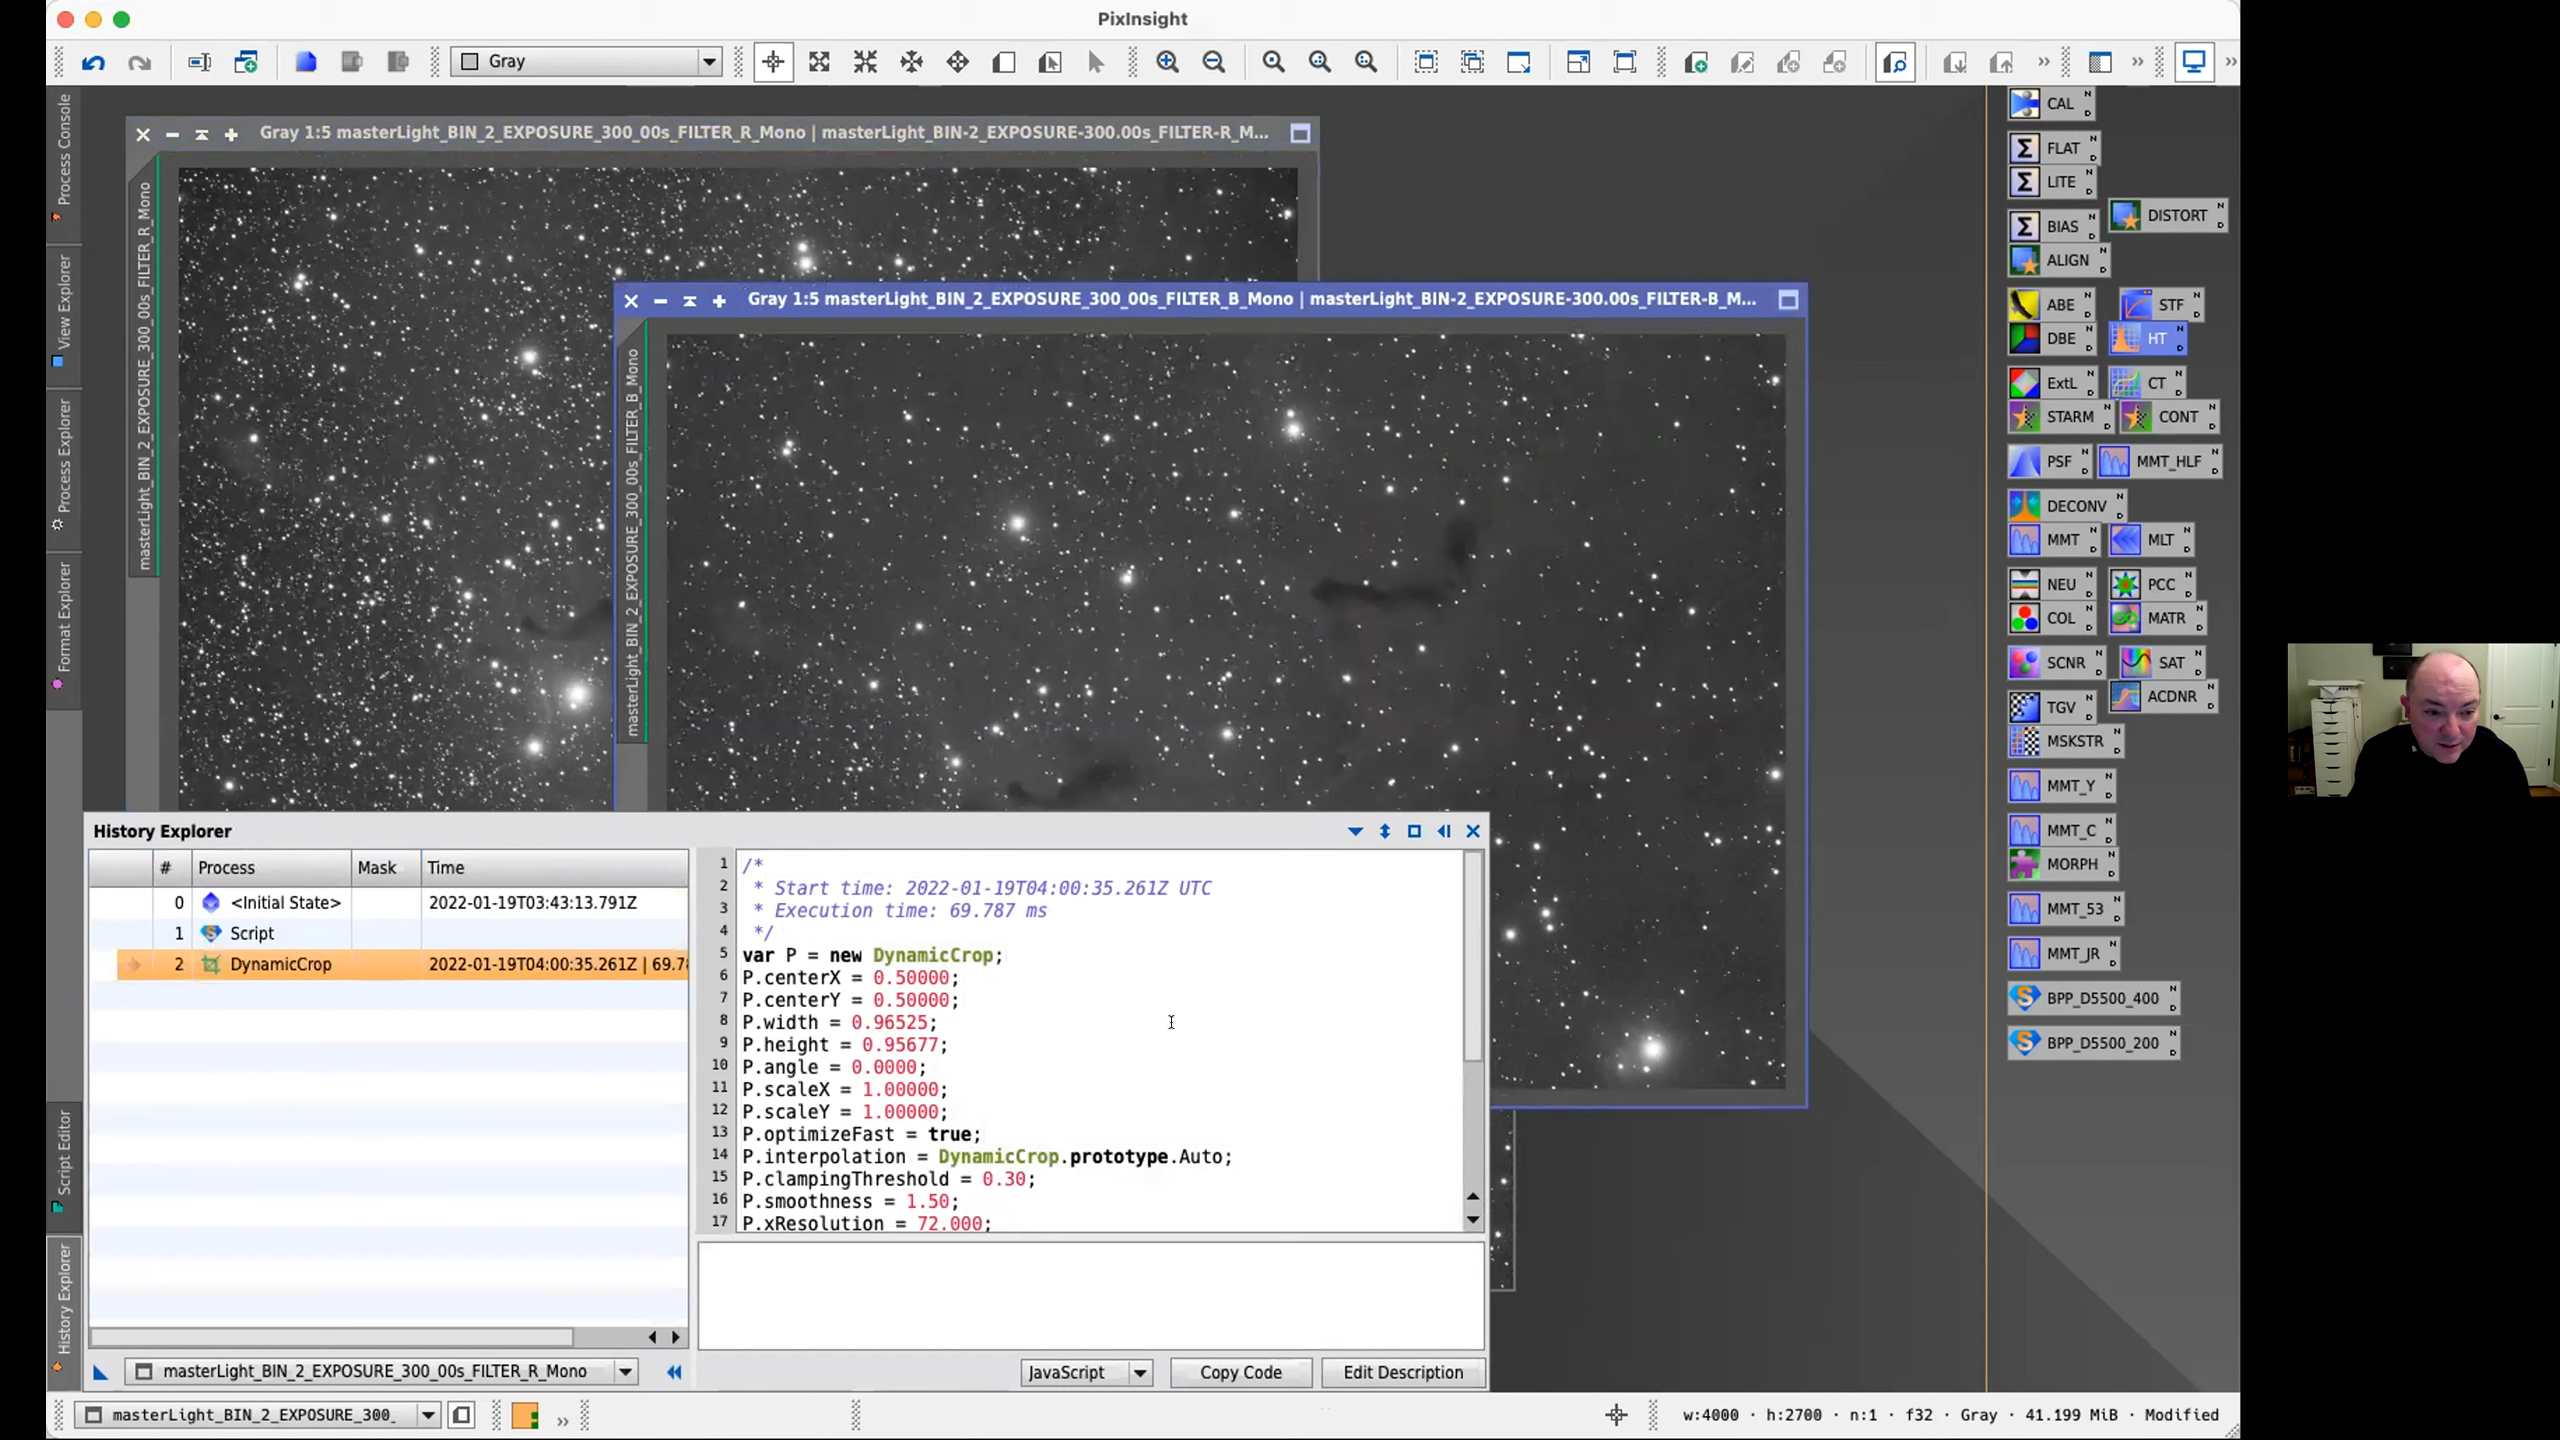 PixInsight
Gray
Process Console
View Explorer
Process Explorer
Format Explorer
Script Editor
History Explorer
Gray 1:5 masterLight_BIN_2_EXPOSURE_300_00s_FILTER_R_Mono | masterLight_BIN-2_EXPOSURE-300.00s_FILTER-R_M...
masterLight_BIN_2_EXPOSURE_300_00s_FILTER_R_Mono
Gray 1:5 masterLight_BIN_2_EXPOSURE_300_00s_FILTER_B_Mono | masterLight_BIN-2_EXPOSURE-300.00s_FILTER-B_M...
masterLight_BIN_2_EXPOSURE_300_00s_FILTER_B_Mono
CAL N D
FLAT N D
LITE N D
DISTORT N D
BIAS N D
ALIGN N D
ABE N D STF N D
DBE N D HT N D
ExtL N D CT N D
STARM N D CONT N D
PSF N D MMT_HLF N D
DECONV N D
MMT N D MLT N D
NEU N D PCC N D
COL N D MATR N D
SCNR N D SAT N D
ACDNR N D
TGV N D
MSKSTR N D
MMT_Y N D
MMT_C N D
MORPH N D
MMT_53 N D
MMT_JR N D
BPP_D5500_400 N D
BPP_D5500_200 N D
History Explorer
# Process Mask Time
0 <Initial State> 2022-01-19T03:43:13.791Z
1 Script
2 DynamicCrop 2022-01-19T04:00:35.261Z | 69.78
1 /*
2 * Start time: 2022-01-19T04:00:35.261Z UTC
3 * Execution time: 69.787 ms
4 */
5 var P = new DynamicCrop;
6 P.centerX = 0.50000;
7 P.centerY = 0.50000;
8 P.width = 0.96525;
9 P.height = 0.95677;
10 P.angle = 0.0000;
11 P.scaleX = 1.00000;
12 P.scaleY = 1.00000;
13 P.optimizeFast = true;
14 P.interpolation = DynamicCrop.prototype.Auto;
15 P.clampingThreshold = 0.30;
16 P.smoothness = 1.50;
17 P.xResolution = 72.000;
masterLight_BIN_2_EXPOSURE_300_00s_FILTER_R_Mono
JavaScript
Copy Code
Edit Description
masterLight_BIN_2_EXPOSURE_300_
w:4000 · h:2700 · n:1 · f32 · Gray · 41.199 MiB · Modified